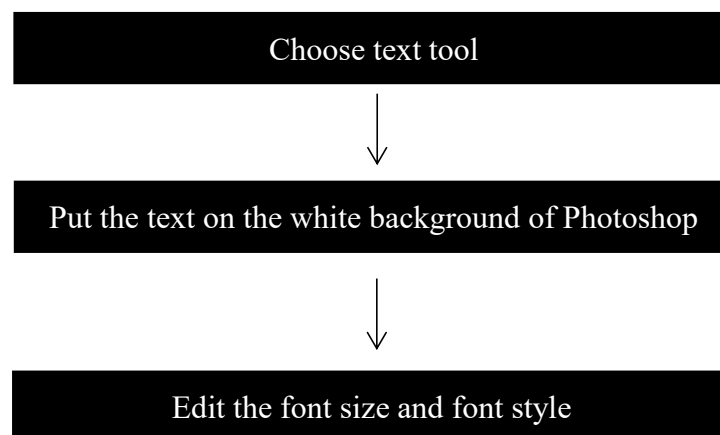 Choose text tool
Put the text on the white background of Photoshop
Edit the font size and font style